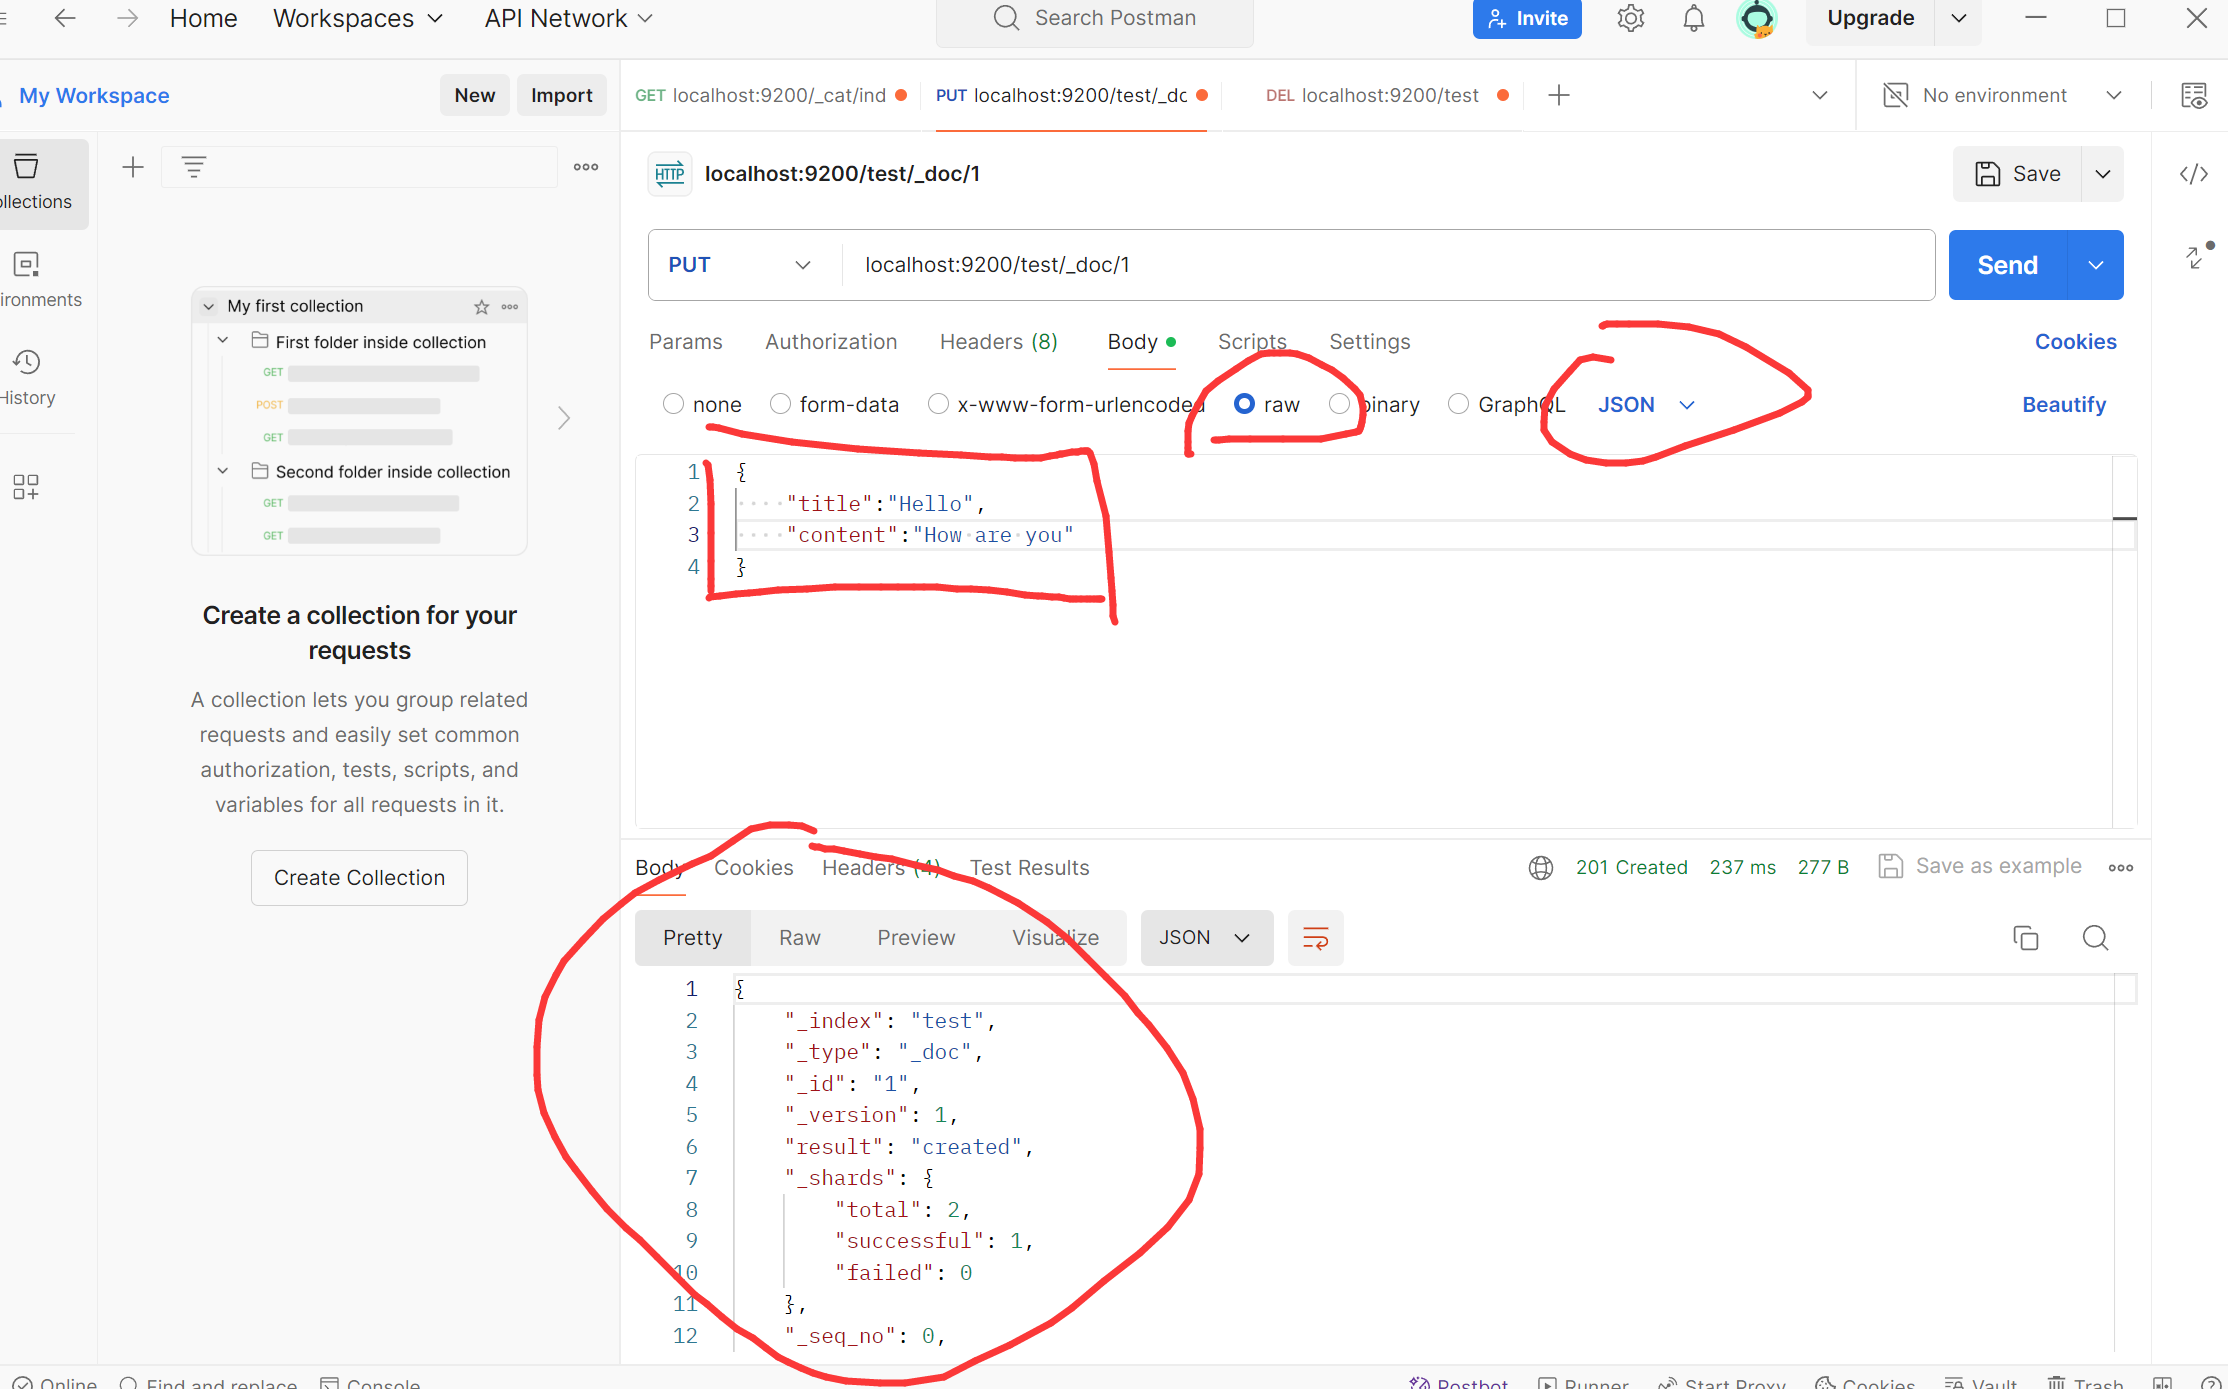 Home Workspaces API Network Search Postman Invite Upgrade
My Workspace New Import
GET localhost:9200/_cat/ind PUT localhost:9200/test/_dc DEL localhost:9200/test No environment
llections
ironments
History
My first collection
First folder inside collection
GET
POST
GET
Second folder inside collection
GET
GET
Create a collection for your
requests
A collection lets you group related
requests and easily set common
authorization, tests, scripts, and
variables for all requests in it.
Create Collection
HTTP localhost:9200/test/_doc/1 Save
PUT localhost:9200/test/_doc/1 Send
Params Authorization Headers (8) Body Scripts Settings Cookies
none form-data x-www-form-urlencoded raw binary GraphQL JSON Beautify
1 {
2 "title":"Hello",
3 "content":"How are you"
4 }
Body Cookies Headers (4) Test Results 201 Created 237 ms 277 B Save as example
Pretty Raw Preview Visualize JSON
1 {
2 "_index": "test",
3 "_type": "_doc",
4 "_id": "1",
5 "_version": 1,
6 "result": "created",
7 "_shards": {
8 "total": 2,
9 "successful": 1,
10 "failed": 0
11 },
12 "_seq_no": 0,
Online Find and replace Console Postbot Runner Start Proxy Cookies Vault Trash